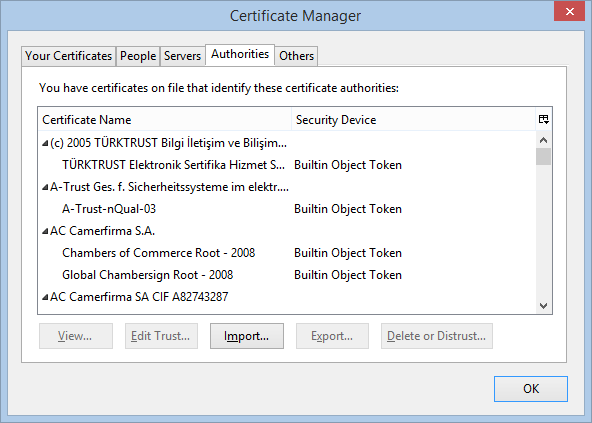 Certificate Manager
Your Certificates People Servers Authorities Others
You have certificates on file that identify these certificate authorities:
Certificate Name Security Device
(c) 2005 TÜRKTRUST Bilgi İletişim ve Bilişim...
TÜRKTRUST Elektronik Sertifika Hizmet S... Builtin Object Token
A-Trust Ges. f. Sicherheitssysteme im elektr....
A-Trust-nQual-03 Builtin Object Token
AC Camerfirma S.A.
Chambers of Commerce Root - 2008 Builtin Object Token
Global Chambersign Root - 2008 Builtin Object Token
AC Camerfirma SA CIF A82743287
View... Edit Trust... Import... Export... Delete or Distrust...
OK